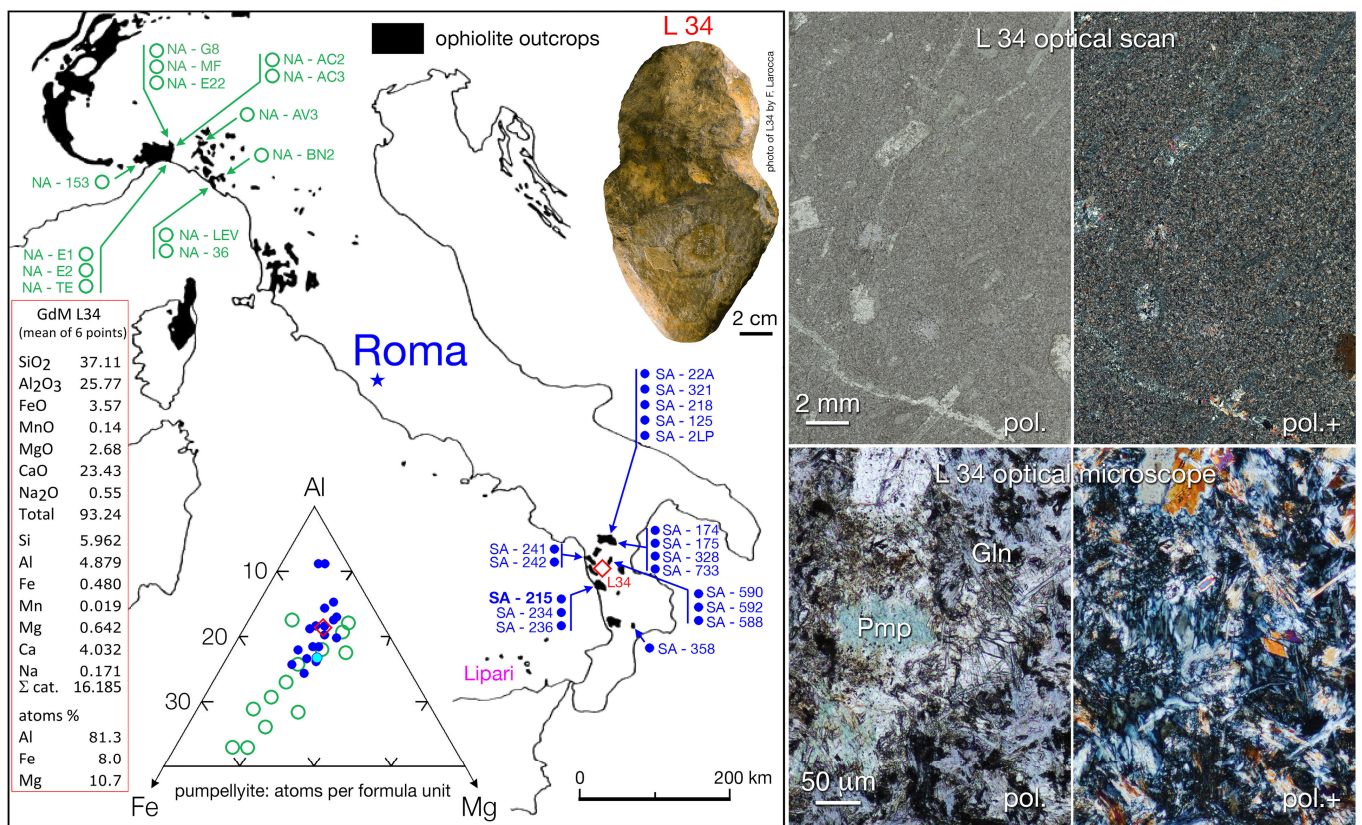 ophiolite outcrops
L 34
photo of L34 by F. Larocca
2 cm
NA - G8
NA - MF
NA - E22
NA - AC2
NA - AC3
NA - AV3
NA - BN2
NA - 153
NA - LEV
NA - 36
NA - E1
NA - E2
NA - TE
GdM L34
(mean of 6 points)
SiO2 37.11
Al2O3 25.77
FeO 3.57
MnO 0.14
MgO 2.68
CaO 23.43
Na2O 0.55
Total 93.24
Si 5.962
Al 4.879
Fe 0.480
Mn 0.019
Mg 0.642
Ca 4.032
Na 0.171
Σ cat. 16.185
atoms %
Al 81.3
Fe 8.0
Mg 10.7
Roma
SA - 22A
SA - 321
SA - 218
SA - 125
SA - 2LP
SA - 241
SA - 242
SA - 174
SA - 175
SA - 328
SA - 733
L34
SA - 215
SA - 234
SA - 236
SA - 590
SA - 592
SA - 588
SA - 358
Lipari
Al
10
20
30
Fe
Mg
pumpellyite: atoms per formula unit
0 200 km
L 34 optical scan
2 mm
pol.
pol.+
L 34 optical microscope
Gln
Pmp
50 µm
pol.
pol.+